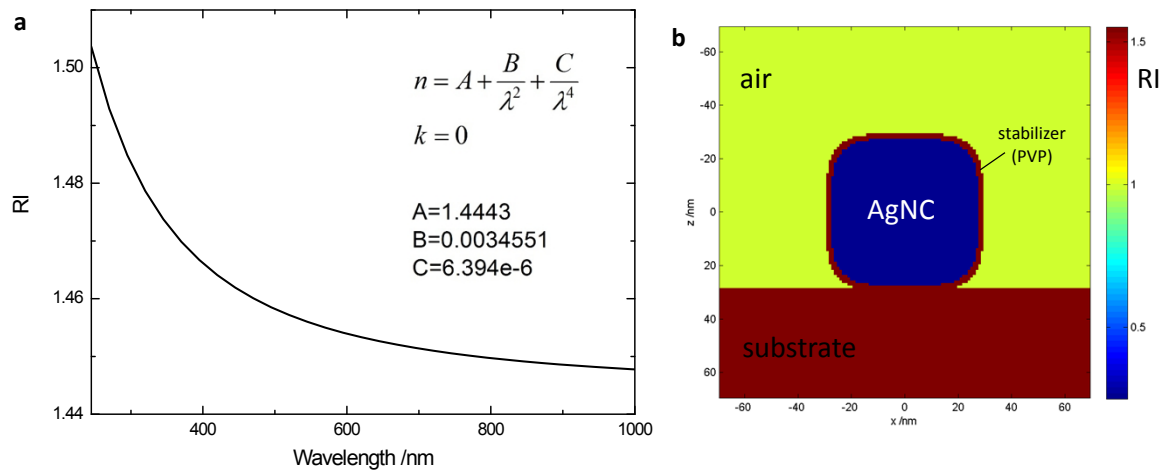 a
1.50
1.48
1.46
1.44
RI
n = A + B/λ² + C/λ⁴
k = 0
A=1.4443
B=0.0034551
C=6.394e-6
400 600 800 1000
Wavelength /nm
b
-60
-40
-20
0
20
40
60
z /nm
air
stabilizer
(PVP)
AgNC
substrate
-60 -40 -20 0 20 40 60
x /nm
1.5
1
0.5
RI